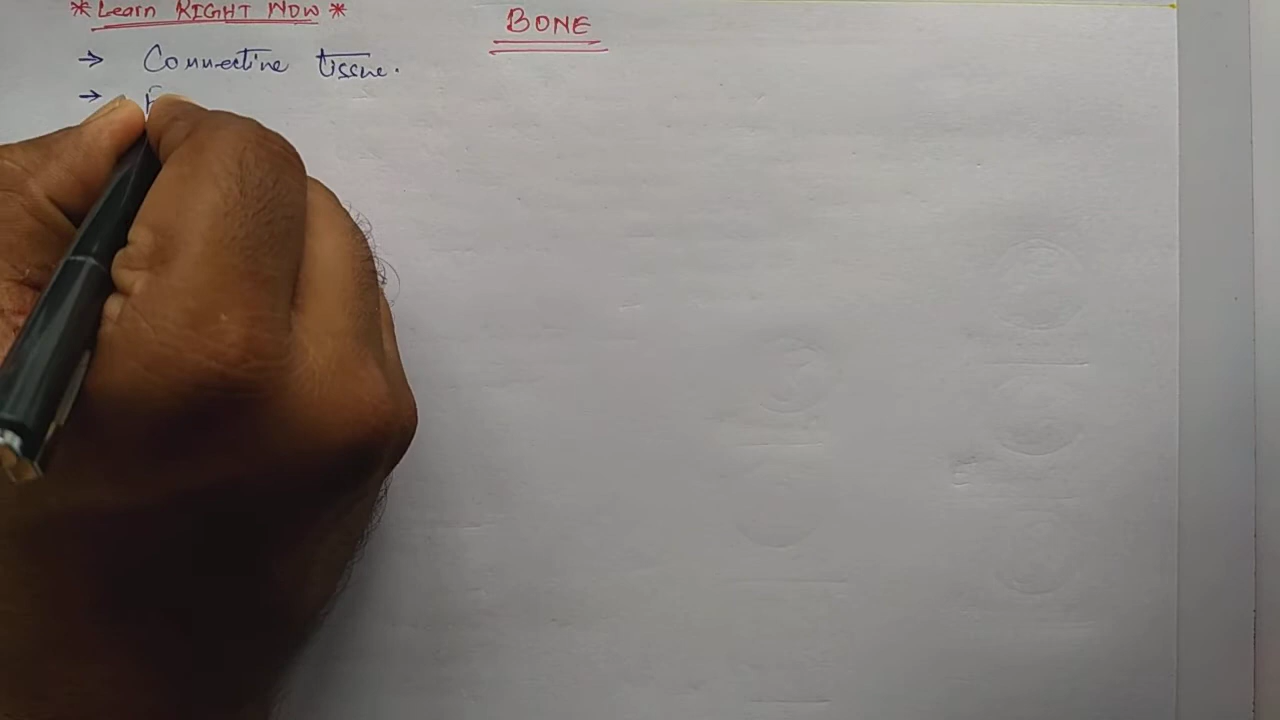 *Learn RIGHT NOW*
BONE
→ Connective tissue.
→